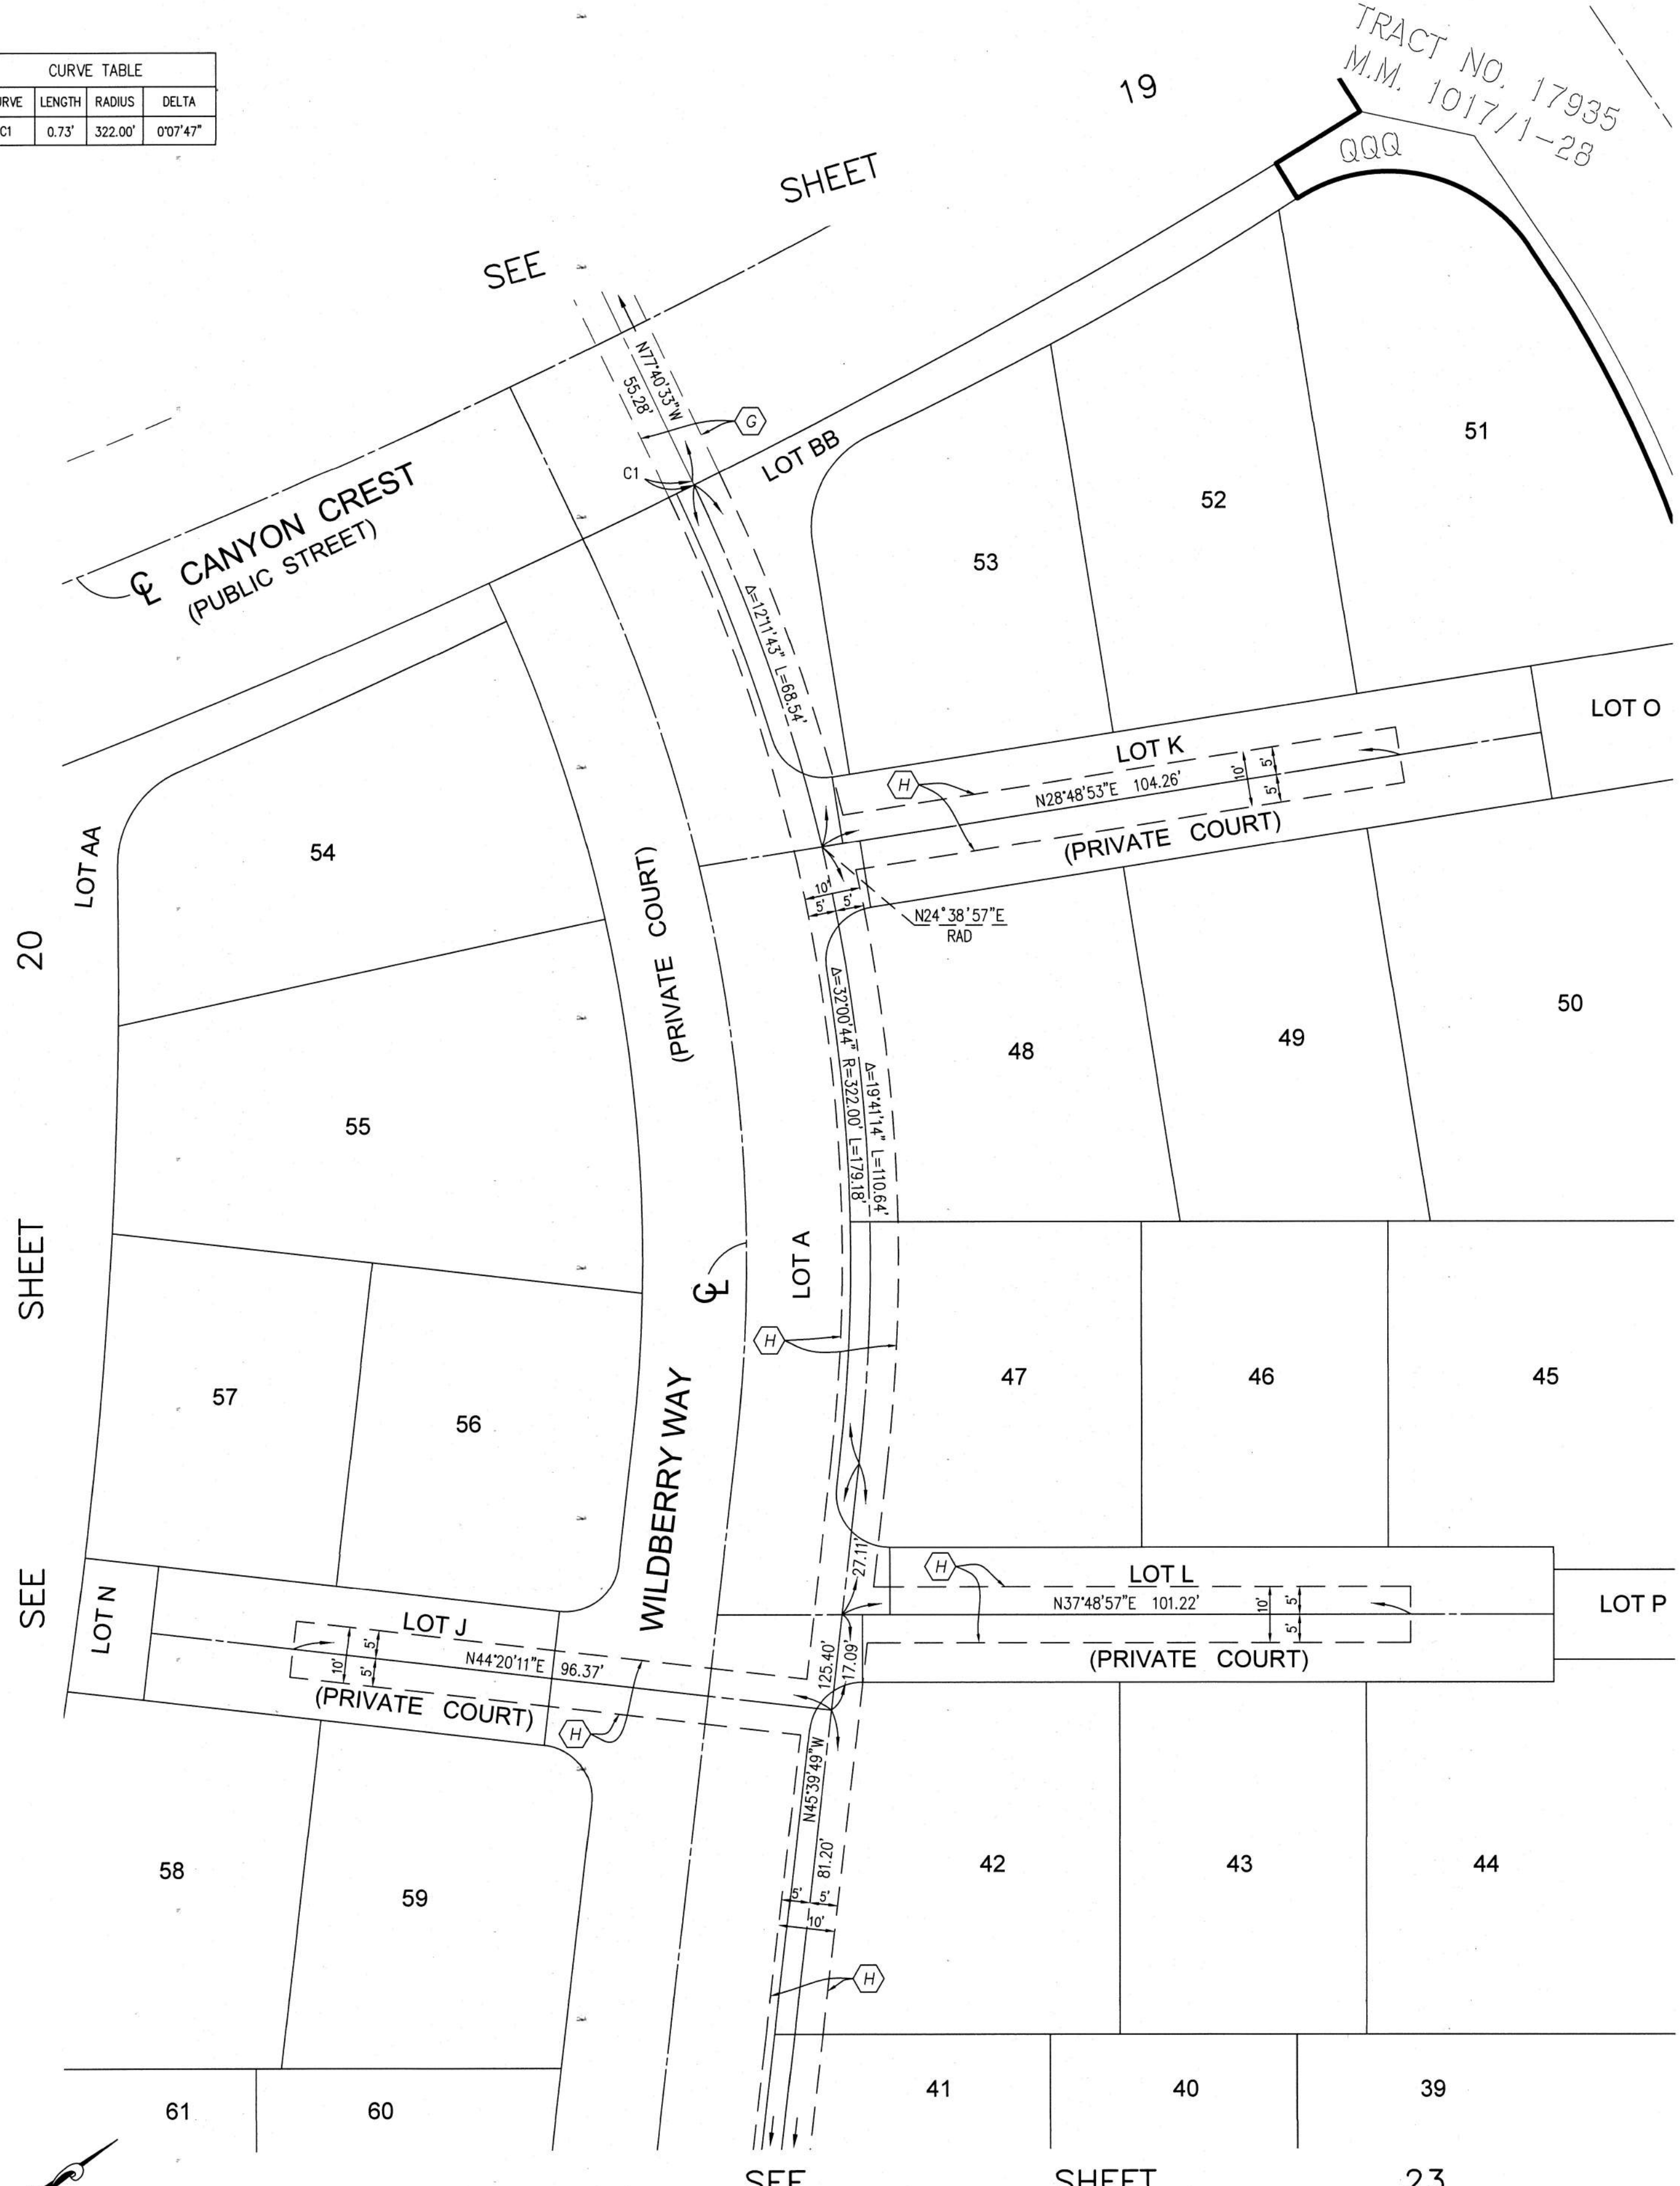 CURVE TABLE
LENGTH RADIUS DELTA
C1 0.73' 322.00' 0°07'47"
TRACT NO. 17935
M.M. 1017/1-28
QQQ
SEE SHEET 19
N77°40'33"W
55.28'
G
C1
LOT BB
℄ CANYON CREST
(PUBLIC STREET)
51
52
53
Δ=12°11'43" L=68.54'
LOT O
LOT K
H
N28°48'53"E 104.26'
10'
5'
5'
(PRIVATE COURT)
54
LOT AA
(PRIVATE COURT)
10'
5' 5'
N24°38'57"E
RAD
SEE SHEET 20
55
Δ=32°00'44" R=322.00' L=179.18'
Δ=19°41'14" L=110.64'
48
49
50
℄
LOT A
H
57
56
47
46
45
WILDBERRY WAY
27.11'
H
LOT L
N37°48'57"E 101.22'
10'
5'
5'
(PRIVATE COURT)
LOT P
LOT N
LOT J
N44°20'11"E 96.37'
10'
5'
5'
(PRIVATE COURT)
H
125.40'
17.09'
N45°39'49"W
81.20'
5' 5'
10'
H
58
59
42
43
44
61
60
41
40
39
SEE SHEET 23